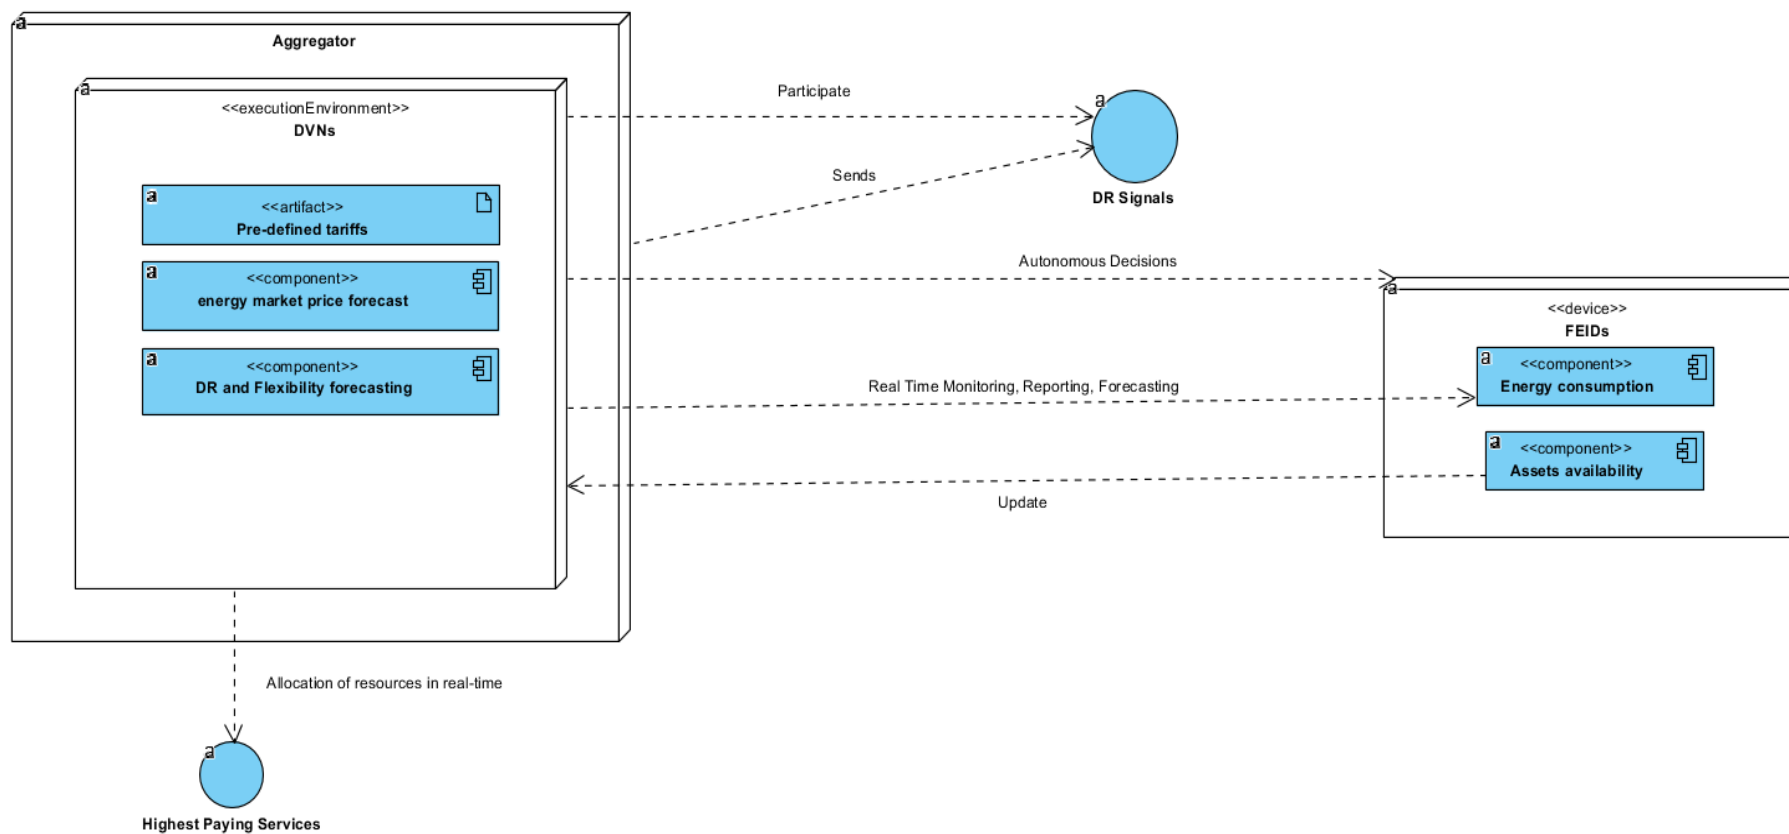 a
Aggregator
a
<<executionEnvironment>>
DVNs
a
<<artifact>>
Pre-defined tariffs
a
<<component>>
energy market price forecast
a
<<component>>
DR and Flexibility forecasting
Participate
a
DR Signals
Sends
Autonomous Decisions
a
<<device>>
FEIDs
a
<<component>>
Energy consumption
Real Time Monitoring, Reporting, Forecasting
a
<<component>>
Assets availability
Update
Allocation of resources in real-time
a
Highest Paying Services